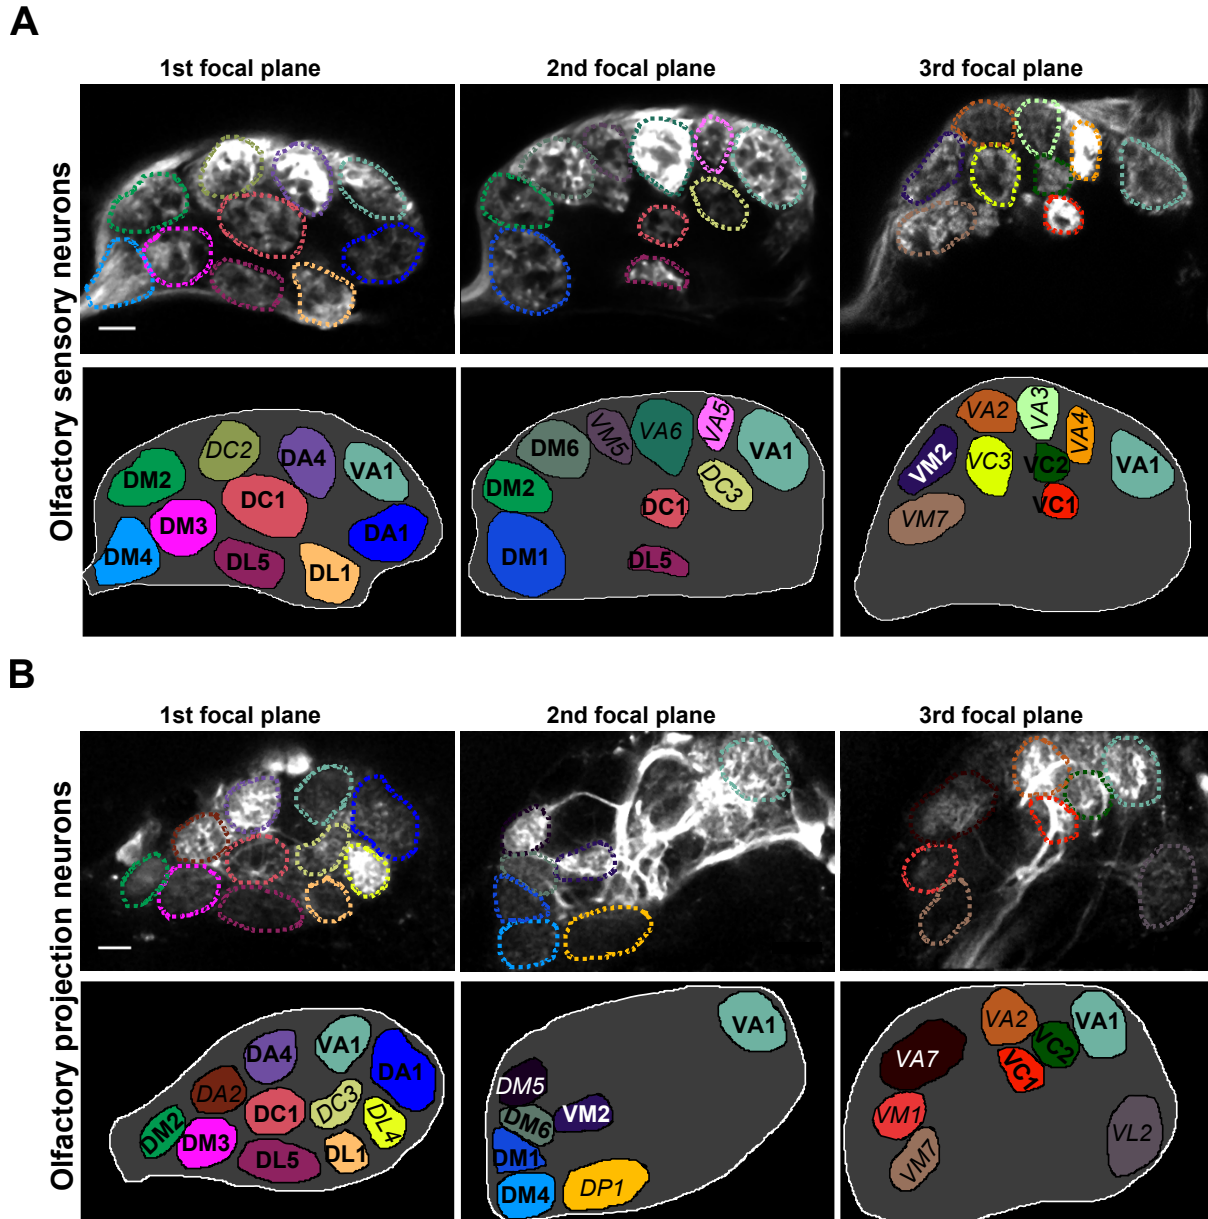 A
1st focal plane
2nd focal plane
3rd focal plane
Olfactory sensory neurons
DC2
DA4
VA1
DM2
DC1
DM3
DA1
DM4
DL5
DL1
DM6
VM5
VA6
VA5
VA1
DM2
DC3
DC1
DM1
DL5
VA2
VA3
VA4
VM2
VC3
VC2
VA1
VC1
VM7
B
1st focal plane
2nd focal plane
3rd focal plane
Olfactory projection neurons
DA4
VA1
DA1
DA2
DC1
DC3
DL4
DM2
DM3
DL5
DL1
VA1
DM5
DM6
VM2
DM1
DM4
DP1
VA2
VA1
VC2
VA7
VC1
VM1
VL2
VM7